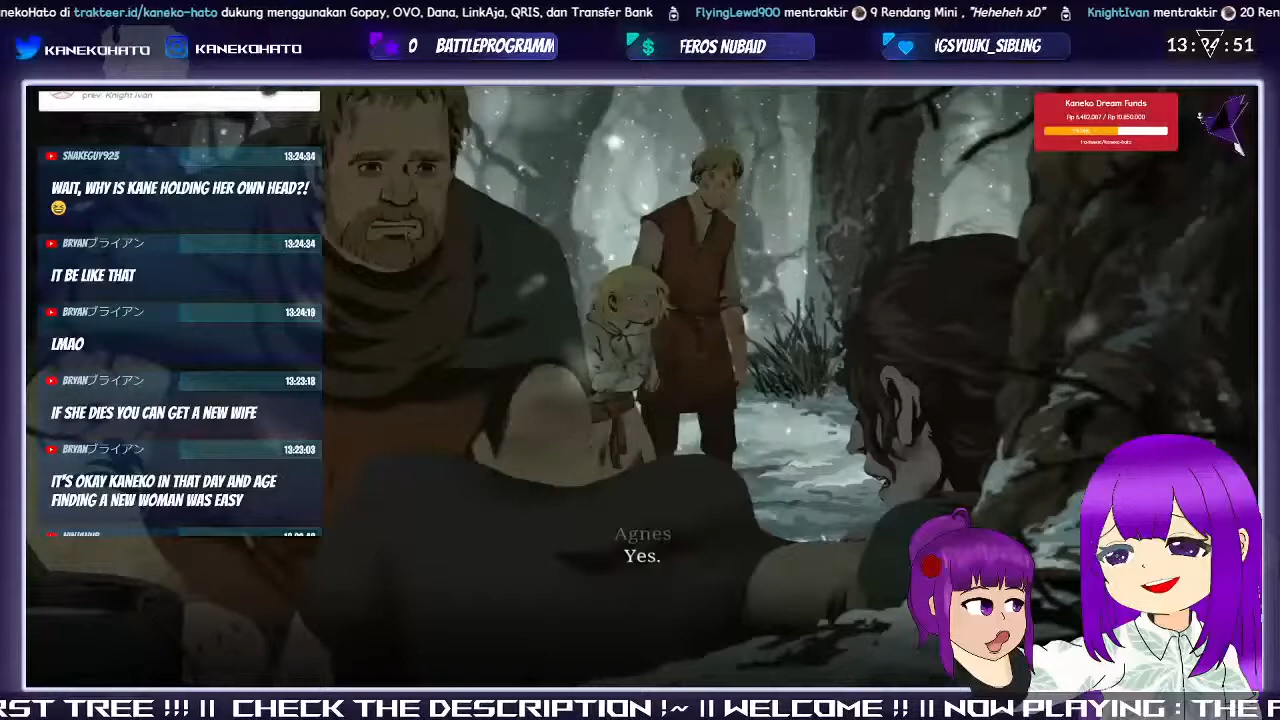 nekoHato di trakteer.id/kaneko-hato dukung menggunakan Gopay, OVO, Dana, LinkAja, QRIS, dan Transfer Bank FlyingLewd900 mentraktir 9 Rendang Mini , "Heheheh xD" KnightIvan mentraktir 20 Ren
KANEKOHATO
KANEKOHATO
0 BATTLEPROGRAMM
FEROS NUBAID
IGSYUUKI_SIBLING
prev: Knight Ivan
Kaneko Dream Funds
SNAKEGUY923 13:24:34
WAIT, WHY IS KANE HOLDING HER OWN HEAD?!
😆
BRYANブライアン 13:24:34
IT BE LIKE THAT
BRYANブライアン 13:24:19
LMAO
BRYANブライアン 13:23:18
IF SHE DIES YOU CAN GET A NEW WIFE
BRYANブライアン 13:23:03
IT'S OKAY KANEKO IN THAT DAY AND AGE
FINDING A NEW WOMAN WAS EASY
Agnes
Yes.
RST TREE !!! || CHECK THE DESCRIPTION !~ || WELCOME !! || NOW PLAYING : THE F